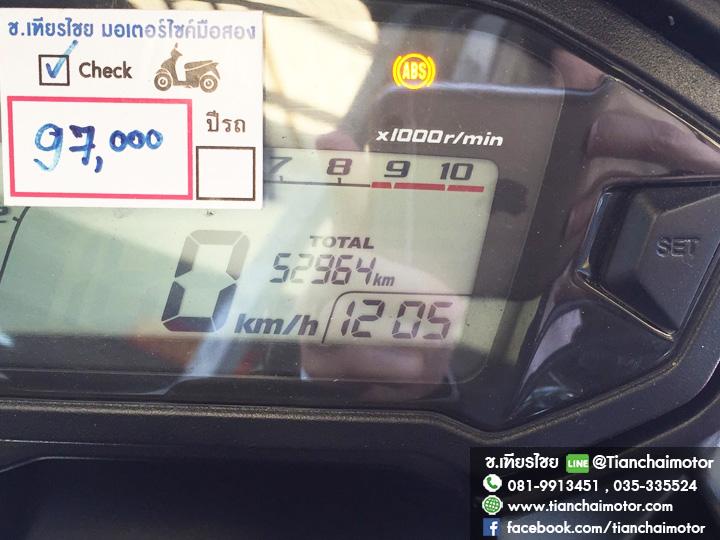 ช.เทียรไชย มอเตอร์ไซค์มือสอง
Check
97,000
ปีรถ
ABS
x1000r/min
7 8 9 10
TOTAL
52964 km
0 km/h
12 05
SET
ช.เทียรไชย LINE @Tianchaimotor
081-9913451 , 035-335524
www.tianchaimotor.com
f facebook.com/tianchaimotor